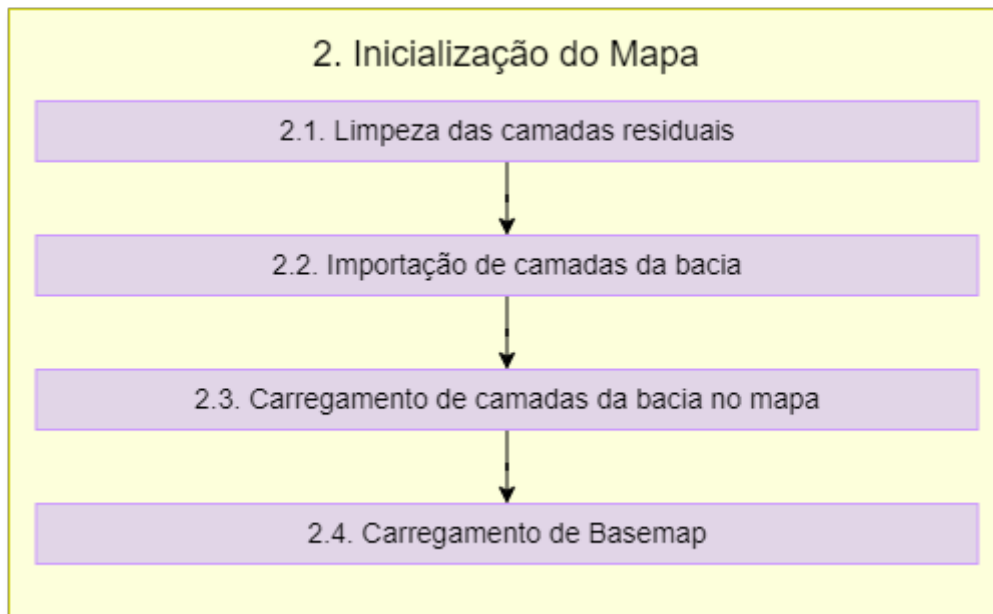 2. Inicialização do Mapa
2.1. Limpeza das camadas residuais
2.2. Importação de camadas da bacia
2.3. Carregamento de camadas da bacia no mapa
2.4. Carregamento de Basemap